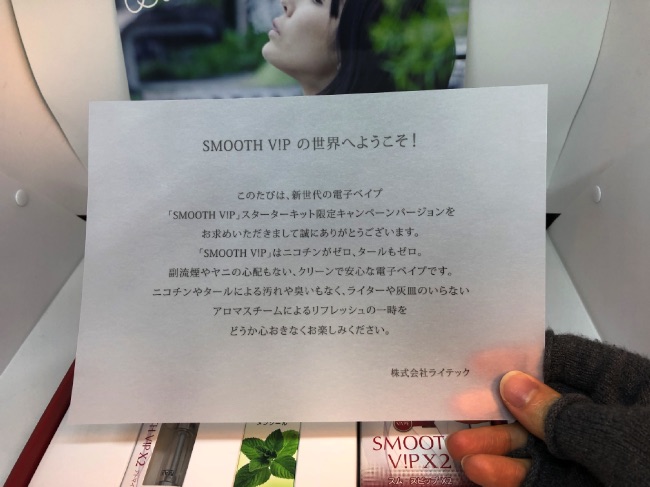 SMOOTH V!P の世界へようこそ！
このたびは、新世代の電子ベイプ
「SMOOTH V!P」スターターキット限定キャンペーンバージョンを
お求めいただきまして誠にありがとうございます。
「SMOOTH V!P」はニコチンがゼロ、タールもゼロ。
副流煙やヤニの心配もない、クリーンで安心な電子ベイプです。
ニコチンやタールによる汚れや臭いもなく、ライターや灰皿のいらない
アロマスチームによるリフレッシュの一時を
どうか心おきなくお楽しみください。
株式会社ライテック
メンソール
SMOOTH
V!P X2